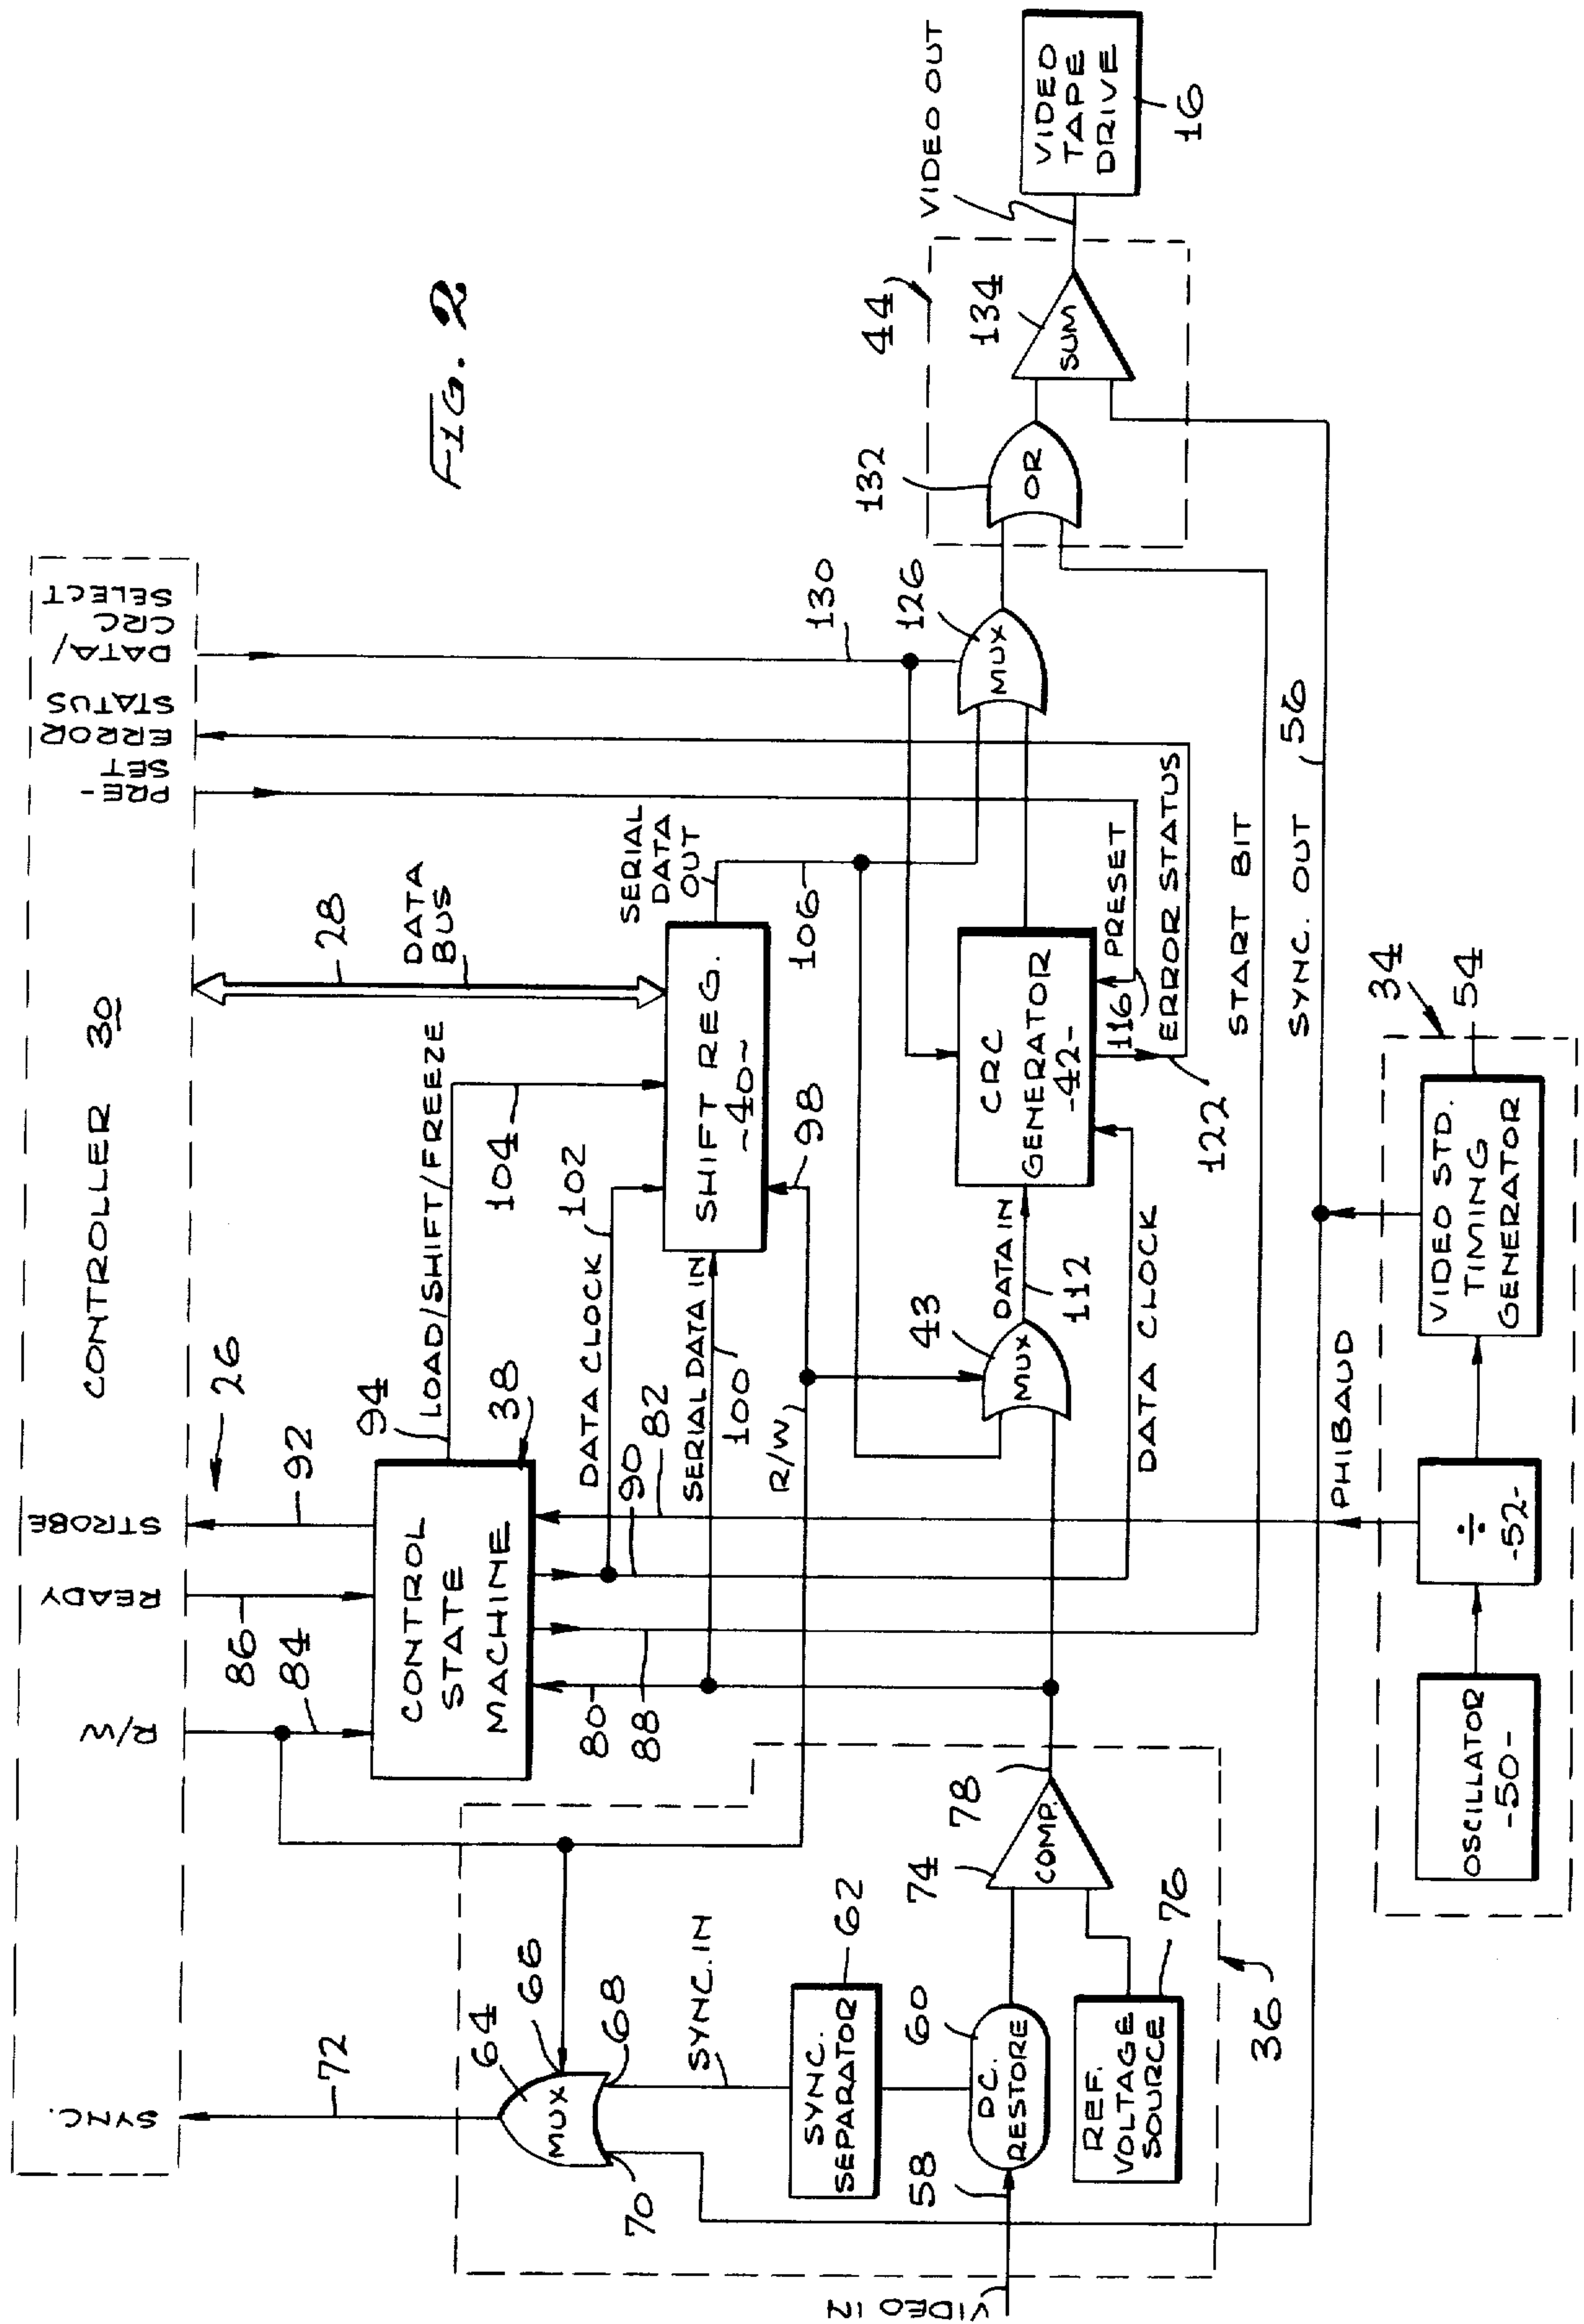 FIG. 2
CONTROLLER 30
SYNC.
R/W
READY
STROBE
PRE-
SET
ERROR
STATUS
DATA/
CRC
SELECT
72
84
86
92
26
28
DATA
BUS
94
LOAD/SHIFT/FREEZE
104
CONTROL
STATE
MACHINE
38
DATA CLOCK
102
90
SERIAL DATA IN
100
82
R/W
80
88
SHIFT REG.
~40~
98
SERIAL
DATA
OUT
106
130
64
MUX
66
68
70
SYNC. IN
SYNC.
SEPARATOR
62
VIDEO IN
58
D.C.
RESTORE
60
REF.
VOLTAGE
SOURCE
76
36
74
COMP.
78
MUX
43
DATA IN
112
CRC
GENERATOR
-42-
116
PRESET
ERROR STATUS
122
DATA CLOCK
START BIT
SYNC. OUT
56
MUX
126
132
OR
44
134
SUM
VIDEO OUT
VIDEO
TAPE
DRIVE
16
PHIBAUD
OSCILLATOR
-50-
÷
-52-
VIDEO STD.
TIMING
GENERATOR
54
34